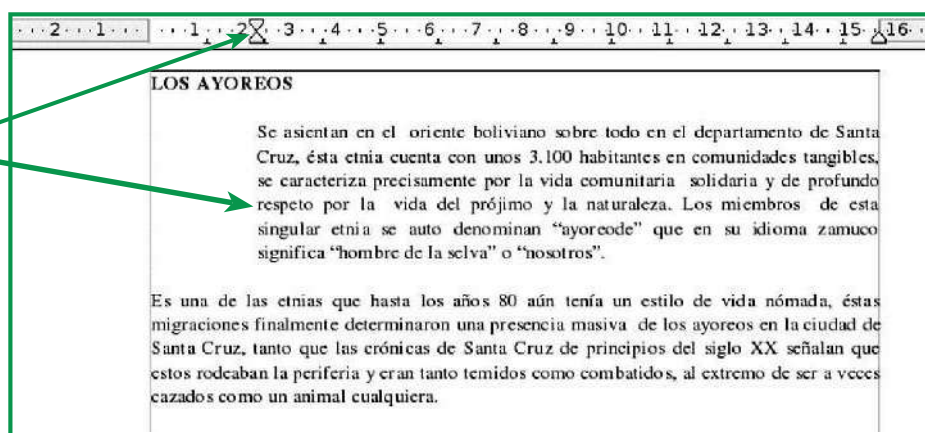 2 1 1 2 3 4 5 6 7 8 9 10 11 12 13 14 15 16
LOS AYOREOS
Se asientan en el oriente boliviano sobre todo en el departamento de Santa
Cruz, ésta etnia cuenta con unos 3.100 habitantes en comunidades tangibles,
se caracteriza precisamente por la vida comunitaria solidaria y de profundo
respeto por la vida del prójimo y la naturaleza. Los miembros de esta
singular etnia se auto denominan “ayoreode” que en su idioma zamuco
significa “hombre de la selva” o “nosotros”.
Es una de las etnias que hasta los años 80 aún tenía un estilo de vida nómada, éstas
migraciones finalmente determinaron una presencia masiva de los ayoreos en la ciudad de
Santa Cruz, tanto que las crónicas de Santa Cruz de principios del siglo XX señalan que
estos rodeaban la periferia y eran tanto temidos como combatidos, al extremo de ser a veces
cazados como un animal cualquiera.